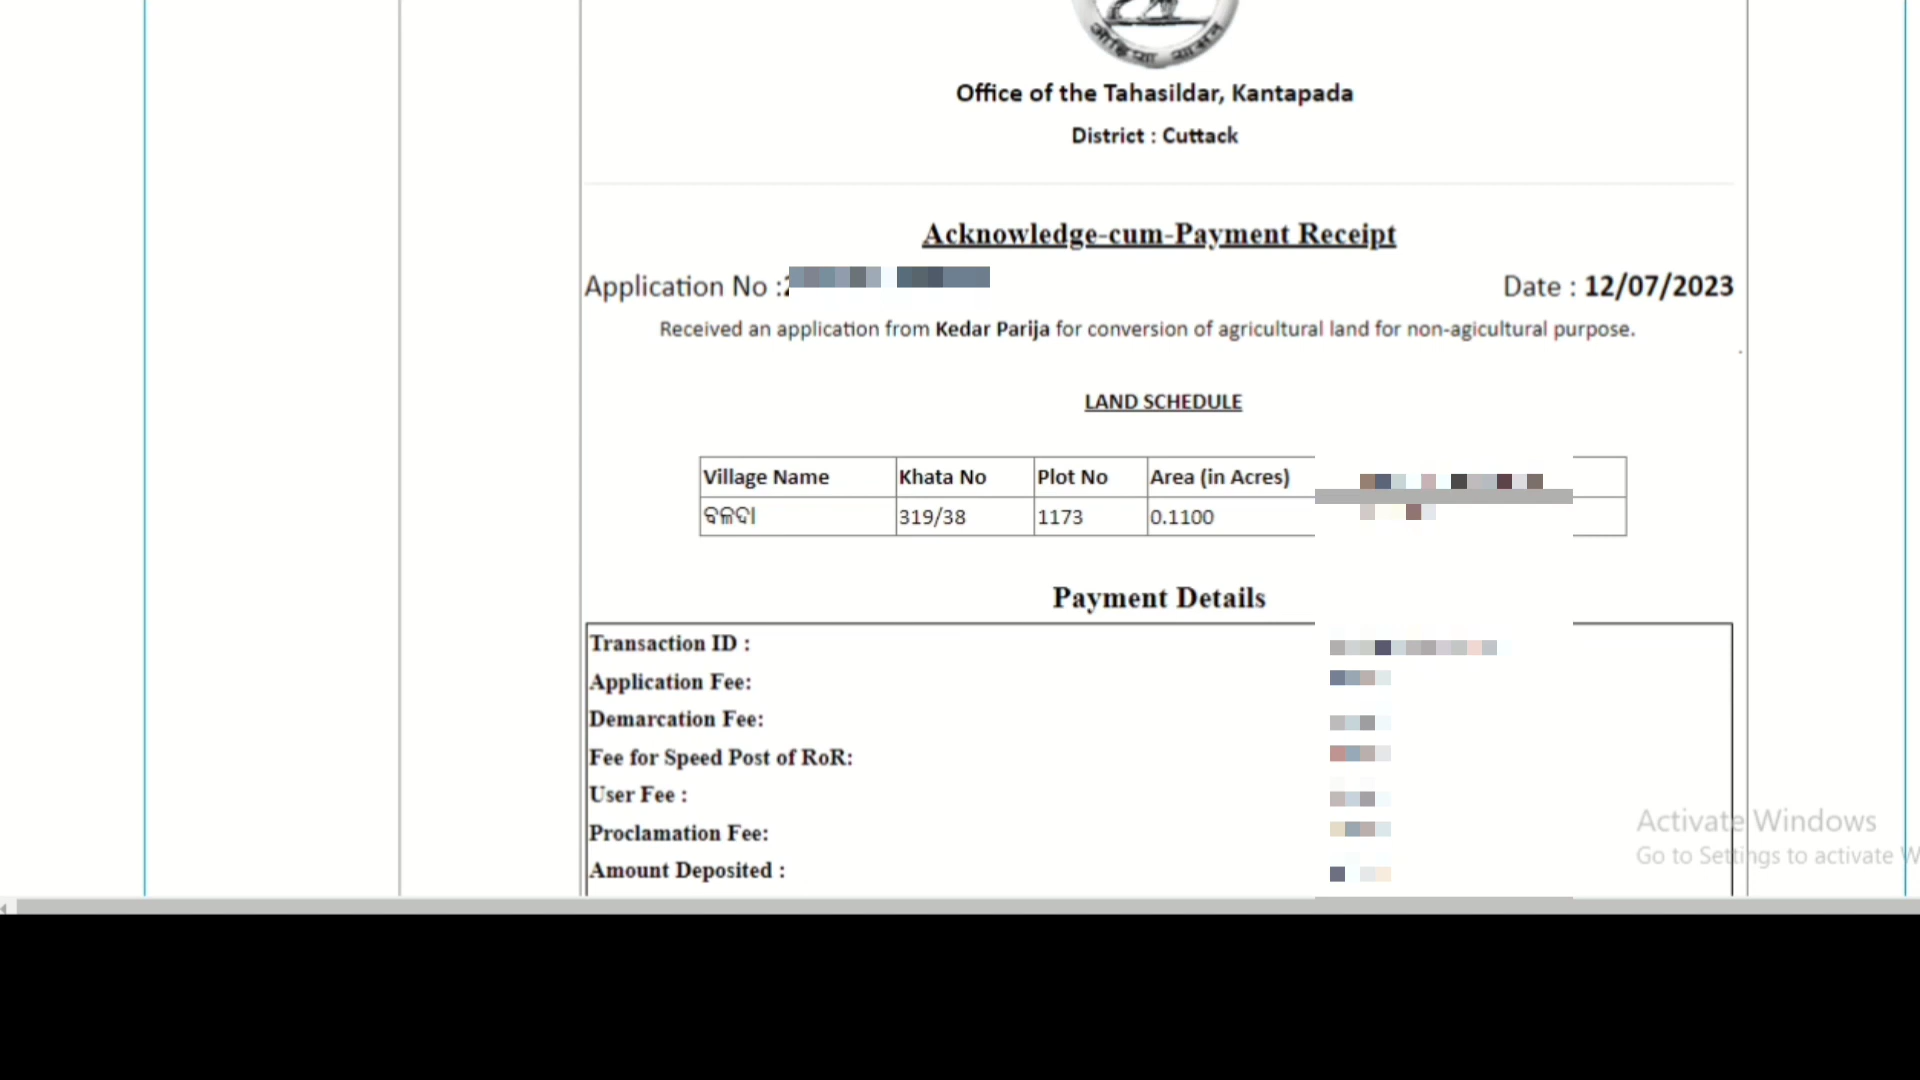 Office of the Tahasildar, Kantapada
District : Cuttack
Acknowledge-cum-Payment Receipt
Application No :
Date : 12/07/2023
Received an application from Kedar Parija for conversion of agricultural land for non-agicultural purpose.
LAND SCHEDULE
Village Name Khata No Plot No Area (in Acres)
319/38 1173 0.1100
Payment Details
Transaction ID :
Application Fee:
Demarcation Fee:
Fee for Speed Post of RoR:
User Fee :
Proclamation Fee:
Amount Deposited :
Activate Windows
Go to Settings to activate W